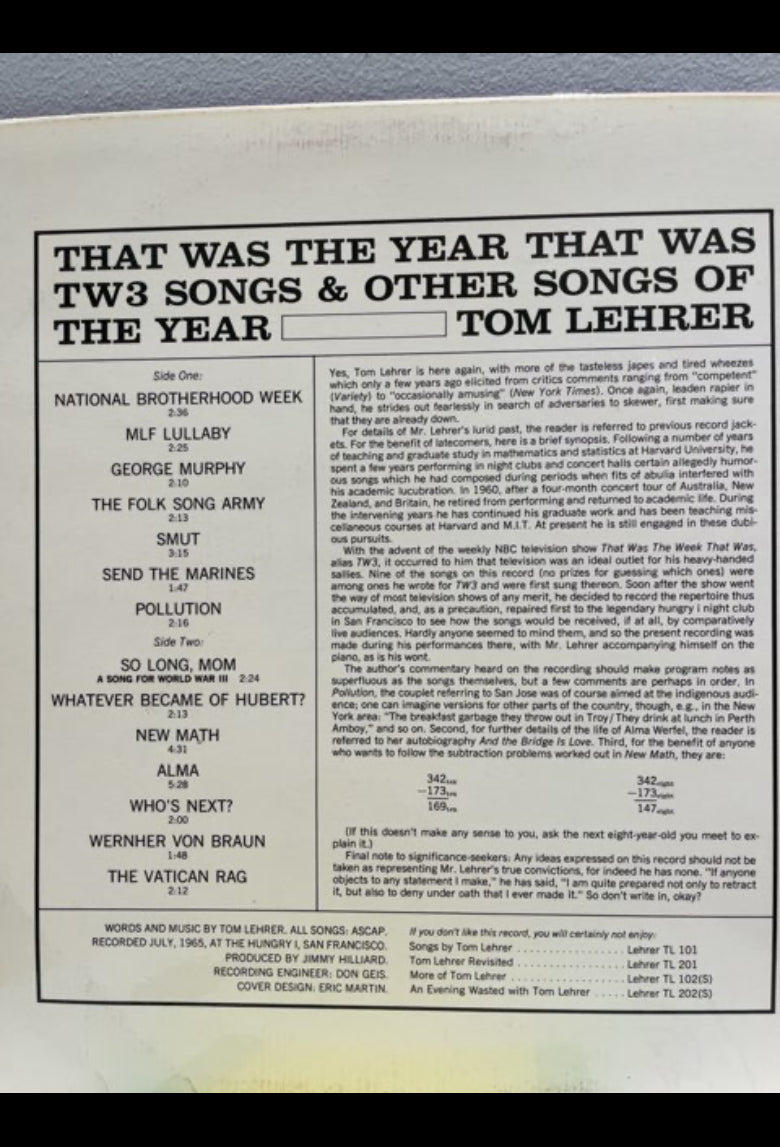 THAT WAS THE YEAR THAT WAS
TW3 SONGS & OTHER SONGS OF
THE YEAR TOM LEHRER
Side One:
NATIONAL BROTHERHOOD WEEK
2:36
MLF LULLABY
2:25
GEORGE MURPHY
2:10
THE FOLK SONG ARMY
2:13
SMUT
3:15
SEND THE MARINES
1:47
POLLUTION
2:16
Side Two:
SO LONG, MOM
A SONG FOR WORLD WAR III 2:24
WHATEVER BECAME OF HUBERT?
2:13
NEW MATH
4:31
ALMA
5:28
WHO'S NEXT?
2:00
WERNHER VON BRAUN
1:48
THE VATICAN RAG
2:12
Yes, Tom Lehrer is here again, with more of the tasteless japes and tired wheezes
which only a few years ago elicited from critics comments ranging from "competent"
(Variety) to "occasionally amusing" (New York Times). Once again, leaden rapier in
hand, he strides out fearlessly in search of adversaries to skewer, first making sure
that they are already down.
For details of Mr. Lehrer's lurid past, the reader is referred to previous record jack-
ets. For the benefit of latecomers, here is a brief synopsis. Following a number of years
of teaching and graduate study in mathematics and statistics at Harvard University, he
spent a few years performing in night clubs and concert halls certain allegedly humor-
ous songs which he had composed during periods when fits of abulia interfered with
his academic lucubration. In 1960, after a four-month concert tour of Australia, New
Zealand, and Britain, he retired from performing and returned to academic life. During
the intervening years he has continued his graduate work and has been teaching mis-
cellaneous courses at Harvard and M.I.T. At present he is still engaged in these dubi-
ous pursuits.
With the advent of the weekly NBC television show That Was The Week That Was,
alias TW3, it occurred to him that television was an ideal outlet for his heavy-handed
sallies. Nine of the songs on this record (no prizes for guessing which ones) were
among ones he wrote for TW3 and were first sung thereon. Soon after the show went
the way of most television shows of any merit, he decided to record the repertoire thus
accumulated, and, as a precaution, repaired first to the legendary hungry i night club
in San Francisco to see how the songs would be received, if at all, by comparatively
live audiences. Hardly anyone seemed to mind them, and so the present recording was
made during his performances there, with Mr. Lehrer accompanying himself on the
piano, as is his wont.
The author's commentary heard on the recording should make program notes as
superfluous as the songs themselves, but a few comments are perhaps in order. In
Pollution, the couplet referring to San Jose was of course aimed at the indigenous audi-
ence; one can imagine versions for other parts of the country, though, e.g., in the New
York area: "The breakfast garbage they throw out in Troy/They drink at lunch in Perth
Amboy," and so on. Second, for further details of the life of Alma Werfel, the reader is
referred to her autobiography And the Bridge Is Love. Third, for the benefit of anyone
who wants to follow the subtraction problems worked out in New Math, they are:
342ten 342eight
−173ten −173eight
169ten 147eight
(If this doesn't make any sense to you, ask the next eight-year-old you meet to ex-
plain it.)
Final note to significance-seekers: Any ideas expressed on this record should not be
taken as representing Mr. Lehrer's true convictions, for indeed he has none. "If anyone
objects to any statement I make," he has said, "I am quite prepared not only to retract
it, but also to deny under oath that I ever made it." So don't write in, okay?
WORDS AND MUSIC BY TOM LEHRER. ALL SONGS: ASCAP.
RECORDED JULY, 1965, AT THE HUNGRY I, SAN FRANCISCO.
PRODUCED BY JIMMY HILLIARD.
RECORDING ENGINEER: DON GEIS.
COVER DESIGN: ERIC MARTIN.
If you don't like this record, you will certainly not enjoy:
Songs by Tom Lehrer . . . . . . . . . . . . . . . . . Lehrer TL 101
Tom Lehrer Revisited . . . . . . . . . . . . . . . . . Lehrer TL 201
More of Tom Lehrer . . . . . . . . . . . . . . . . . Lehrer TL 102(S)
An Evening Wasted with Tom Lehrer . . . . . Lehrer TL 202(S)